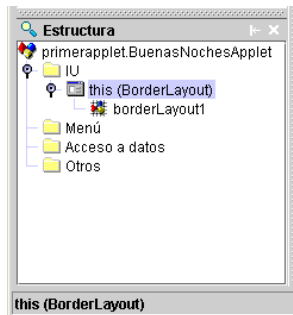 Estructura
primerapplet.BuenasNochesApplet
IU
this (BorderLayout)
borderLayout1
Menú
Acceso a datos
Otros
this (BorderLayout)